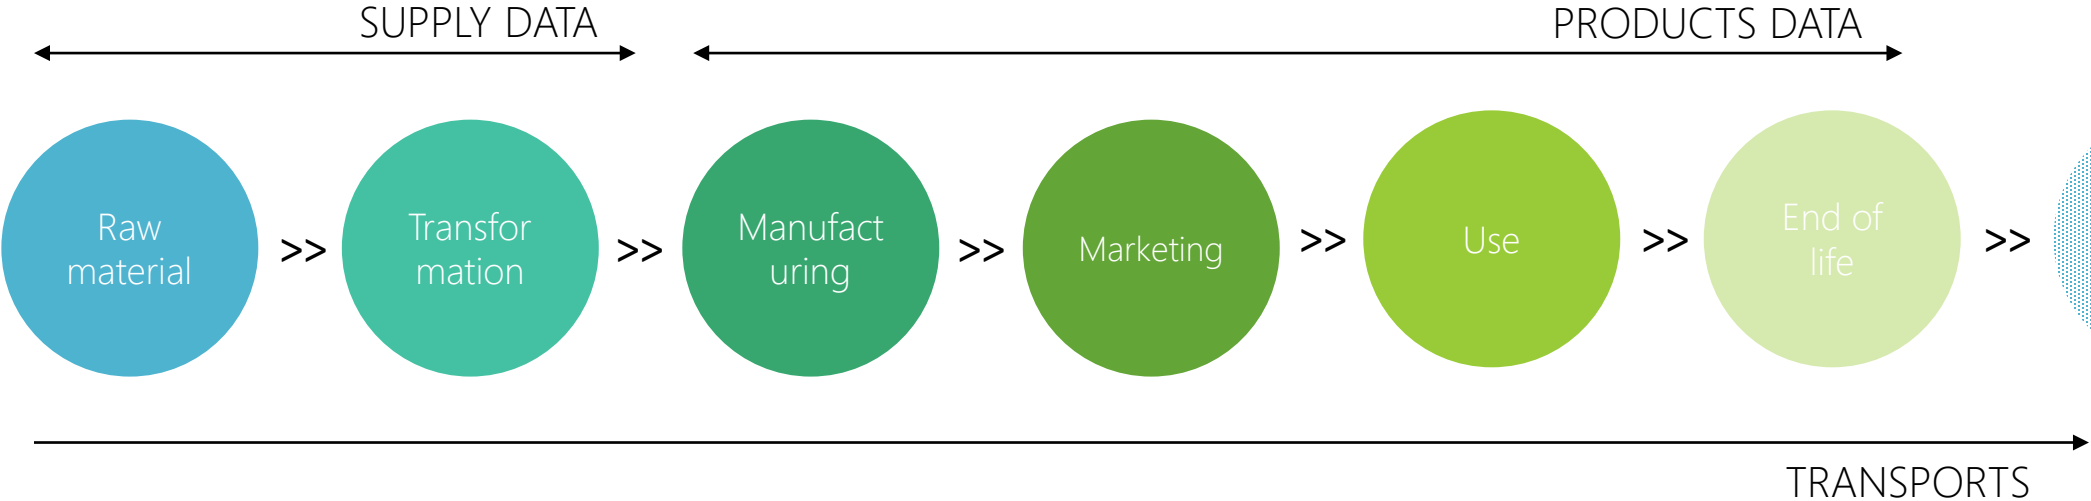 SUPPLY DATA
PRODUCTS DATA
Raw
material
>>
Transfor
mation
>>
Manufact
uring
>>
Marketing
>>
Use
>>
End of
life
>>
TRANSPORTS